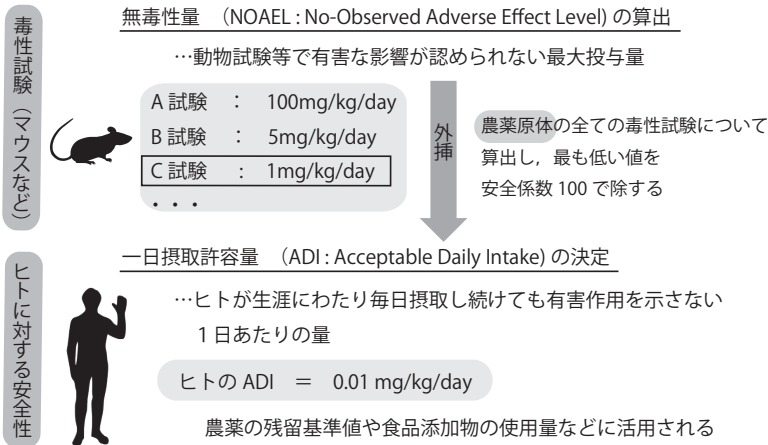 毒性試験（マウスなど）
無毒性量　（NOAEL : No-Observed Adverse Effect Level) の算出
…動物試験等で有害な影響が認められない最大投与量
A 試験　：　100mg/kg/day
B 試験　：　5mg/kg/day
C 試験　：　1mg/kg/day
・・・
外挿
農薬原体の全ての毒性試験について
算出し，最も低い値を
安全係数 100 で除する
ヒトに対する安全性
一日摂取許容量　（ADI : Acceptable Daily Intake) の決定
…ヒトが生涯にわたり毎日摂取し続けても有害作用を示さない
１日あたりの量
ヒトの ADI　＝　0.01 mg/kg/day
農薬の残留基準値や食品添加物の使用量などに活用される